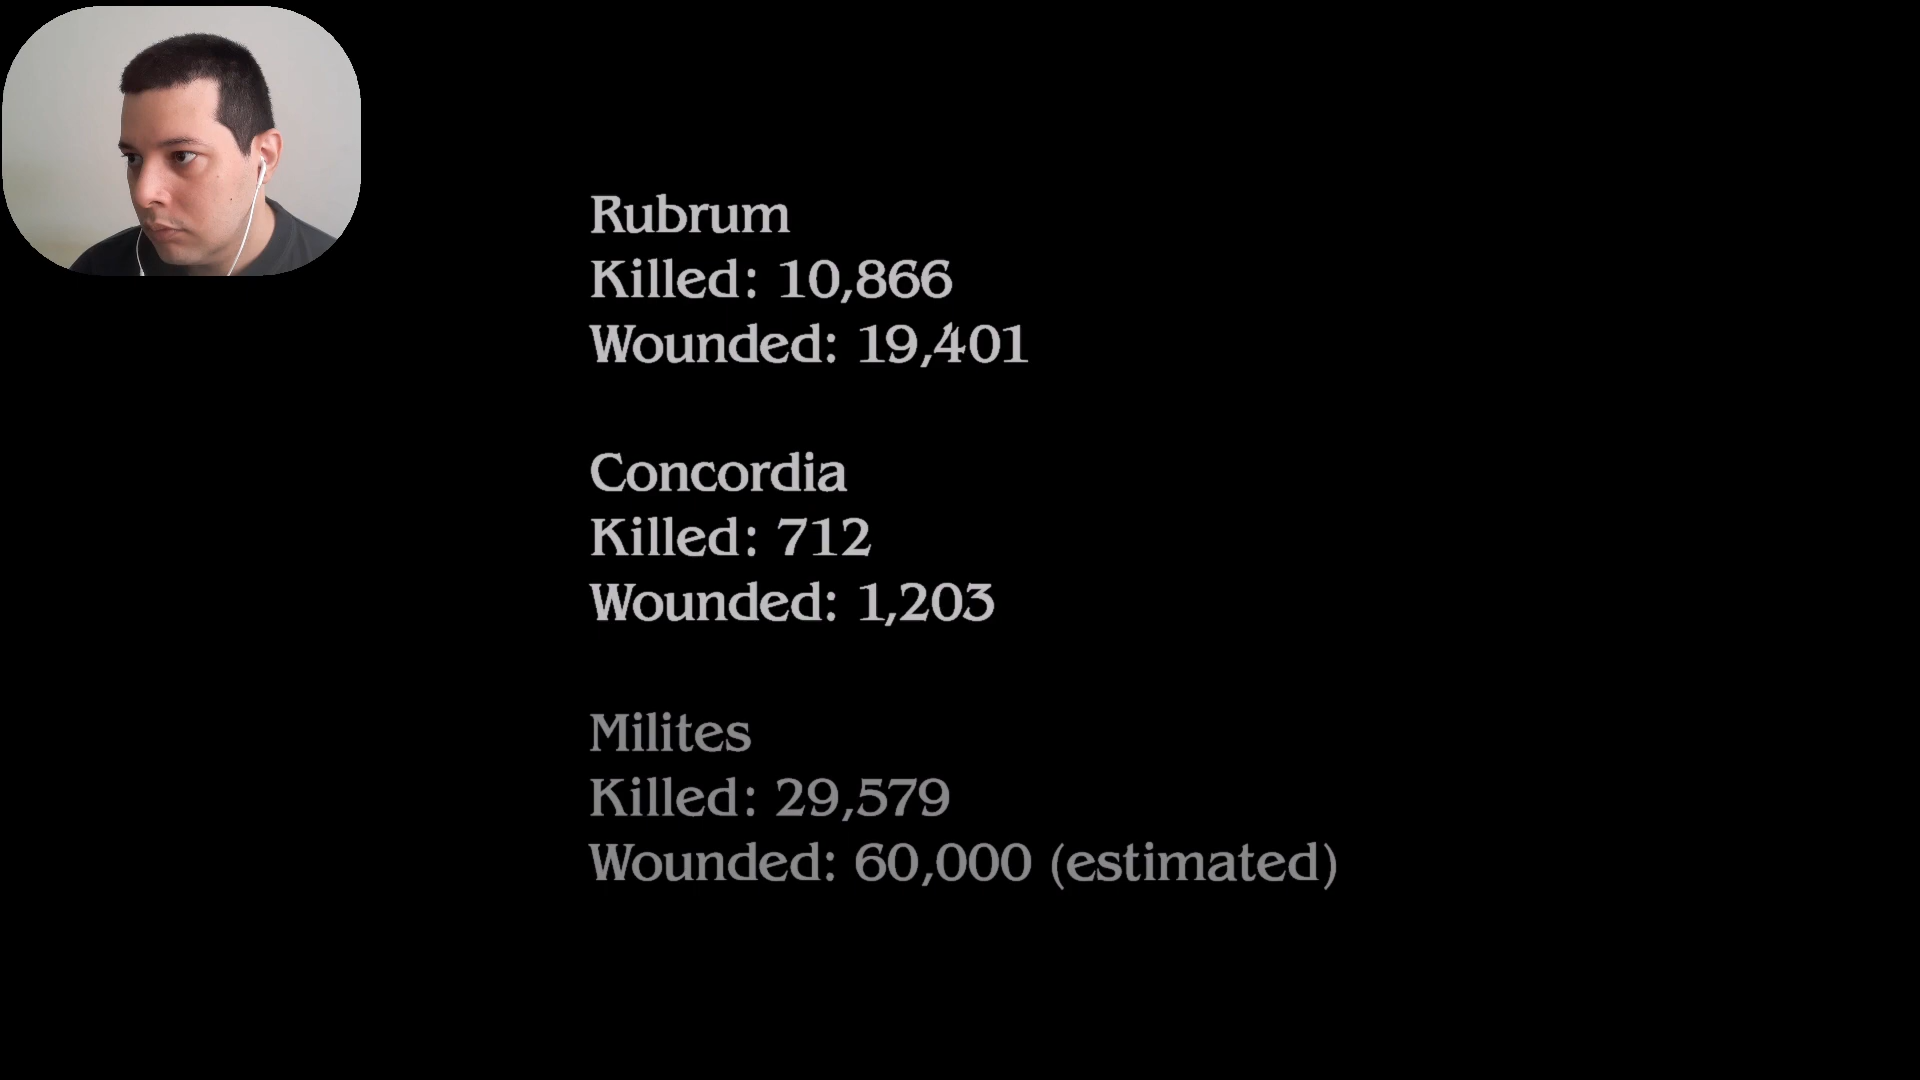 Rubrum
Killed: 10,866
Wounded: 19,401
Concordia
Killed: 712
Wounded: 1,203
Milites
Killed: 29,579
Wounded: 60,000 (estimated)